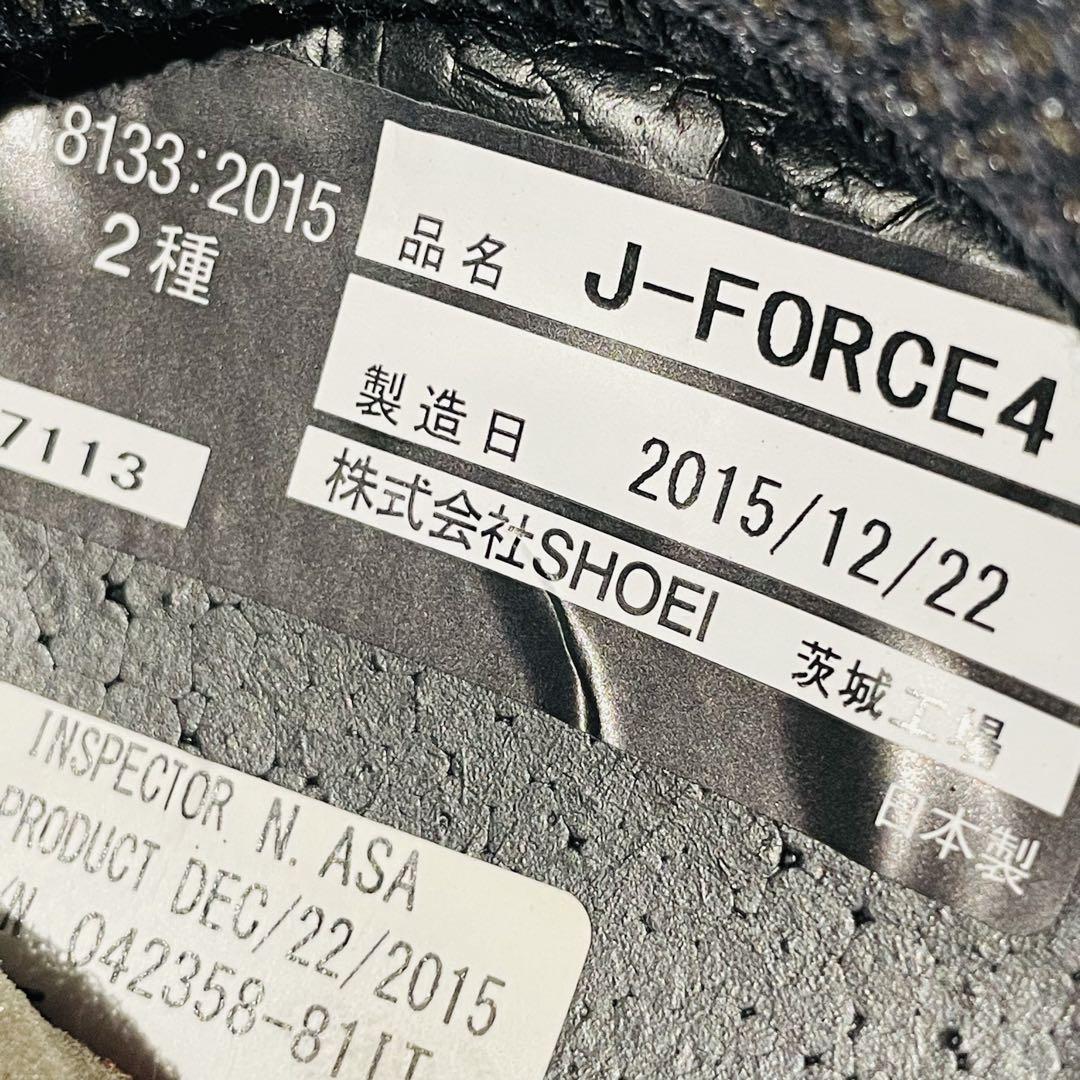 8133:2015
2種
7113
品名 J-FORCE4
製造日 2015/12/22
株式会社SHOEI 茨城工場
日本製
INSPECTOR N. ASA
PRODUCT DEC/22/2015
/N 042358-81IT